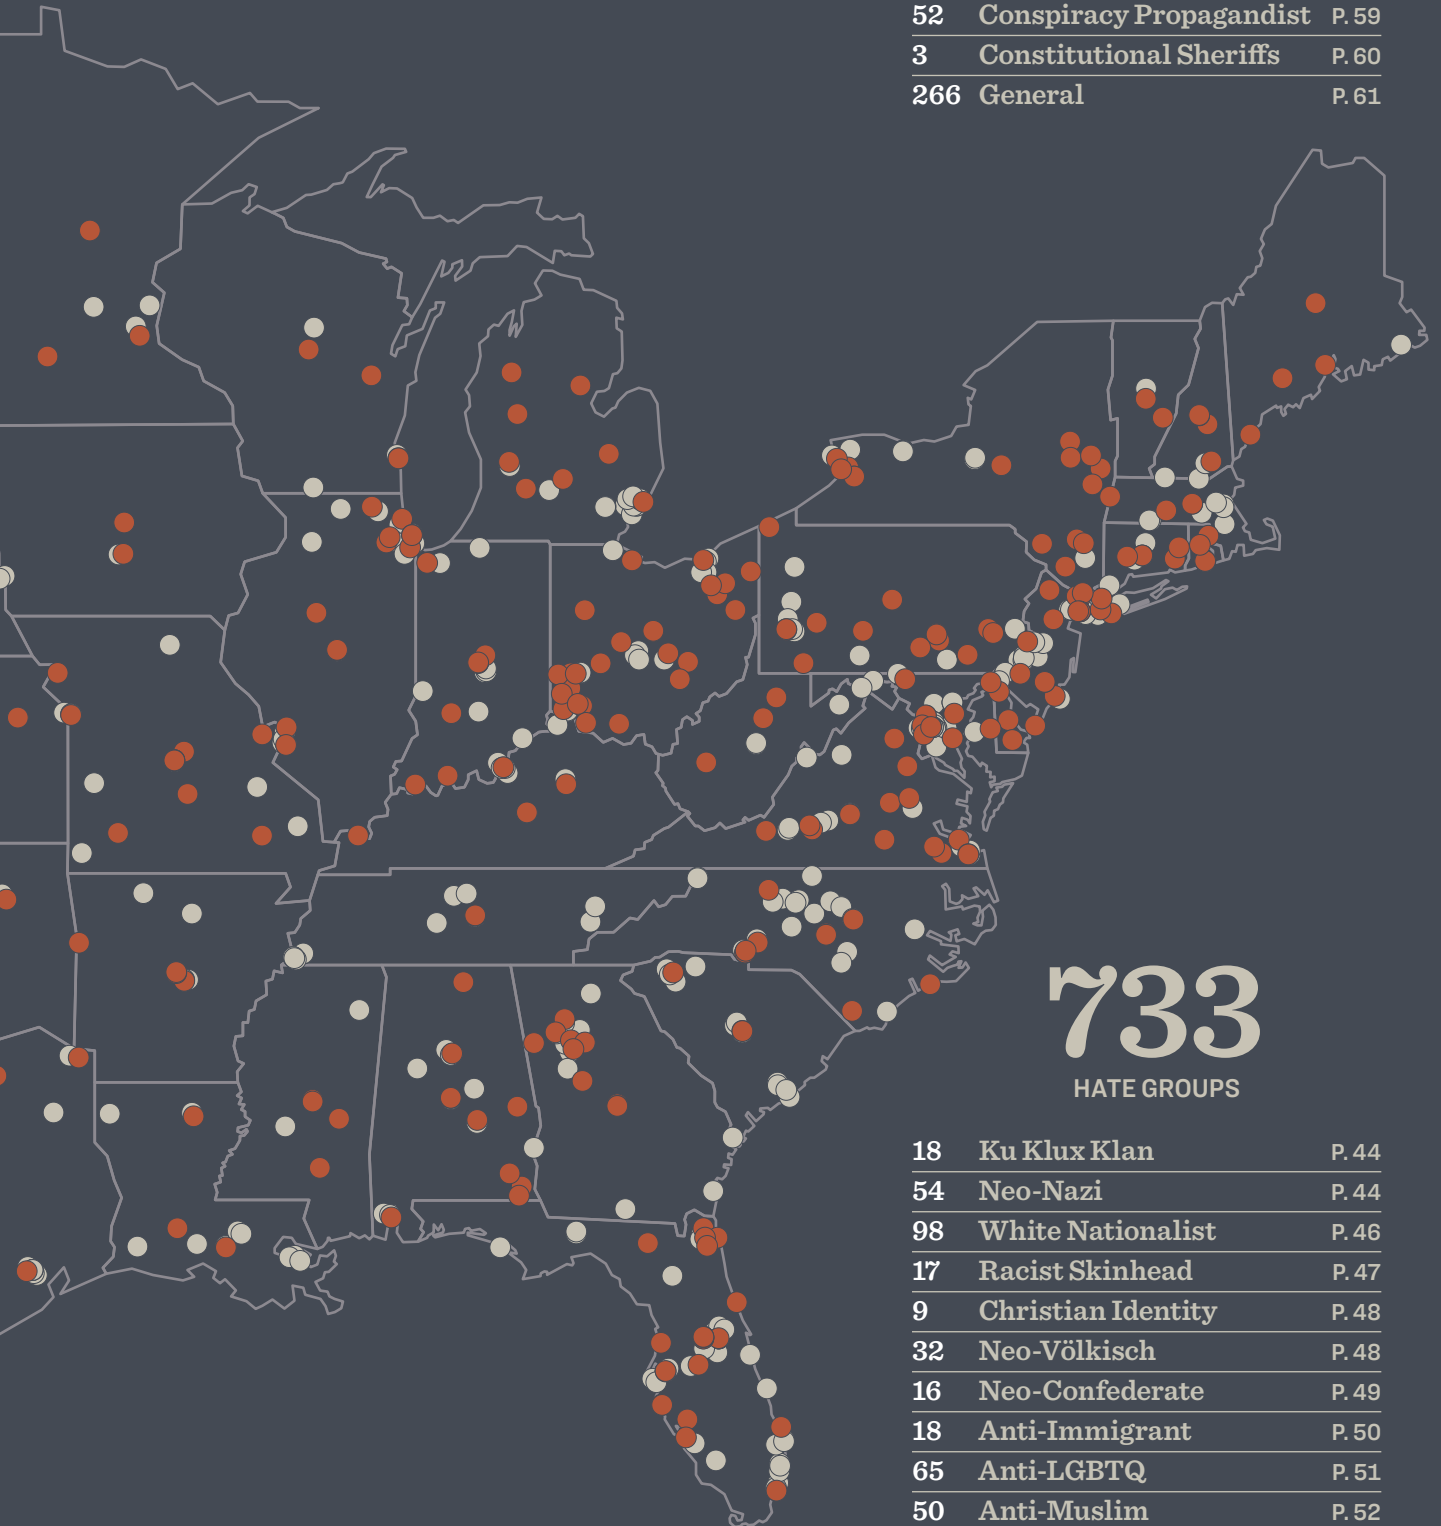 52 Conspiracy Propagandist P. 59
3 Constitutional Sheriffs P. 60
266 General P. 61
733
HATE GROUPS
18 Ku Klux Klan P. 44
54 Neo-Nazi P. 44
98 White Nationalist P. 46
17 Racist Skinhead P. 47
9 Christian Identity P. 48
32 Neo-Völkisch P. 48
16 Neo-Confederate P. 49
18 Anti-Immigrant P. 50
65 Anti-LGBTQ P. 51
50 Anti-Muslim P. 52